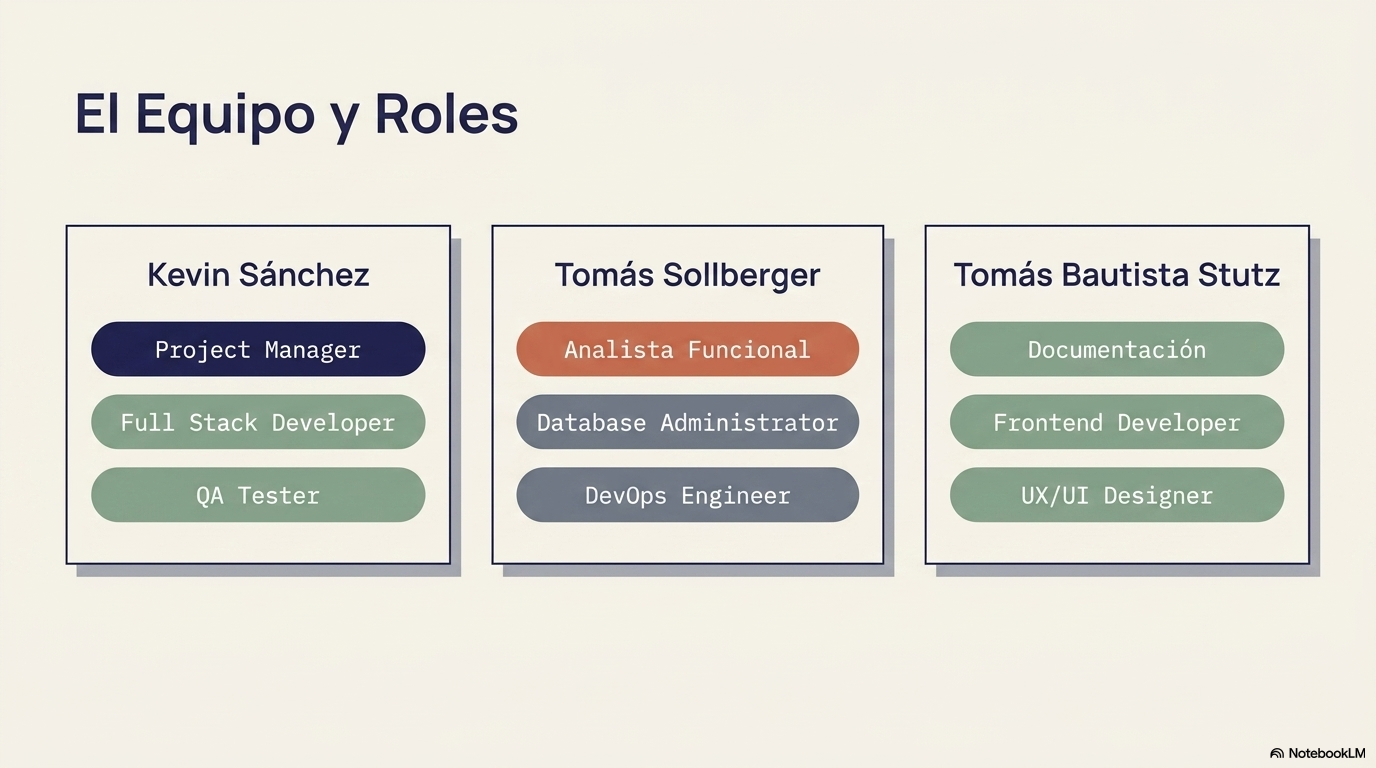 El Equipo y Roles
Kevin Sánchez
Project Manager
Full Stack Developer
QA Tester
Tomás Sollberger
Analista Funcional
Database Administrator
DevOps Engineer
Tomás Bautista Stutz
Documentación
Frontend Developer
UX/UI Designer
NotebookLM